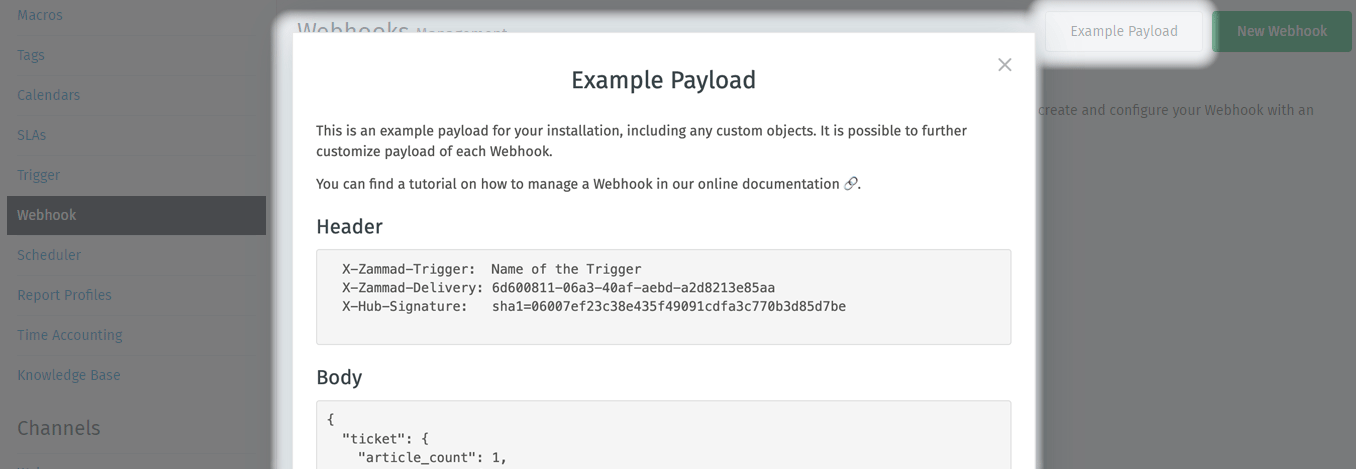 Macros
Tags
Calendars
SLAs
Trigger
Webhook
Scheduler
Report Profiles
Time Accounting
Knowledge Base
Channels
Webhooks Management
Example Payload
New Webhook
create and configure your Webhook with an
Example Payload
This is an example payload for your installation, including any custom objects. It is possible to further
customize payload of each Webhook.
You can find a tutorial on how to manage a Webhook in our online documentation 🔗.
Header
X-Zammad-Trigger: Name of the Trigger
X-Zammad-Delivery: 6d600811-06a3-40af-aebd-a2d8213e85aa
X-Hub-Signature: sha1=06007ef23c38e435f49091cdfa3c770b3d85d7be
Body
{
"ticket": {
"article_count": 1,